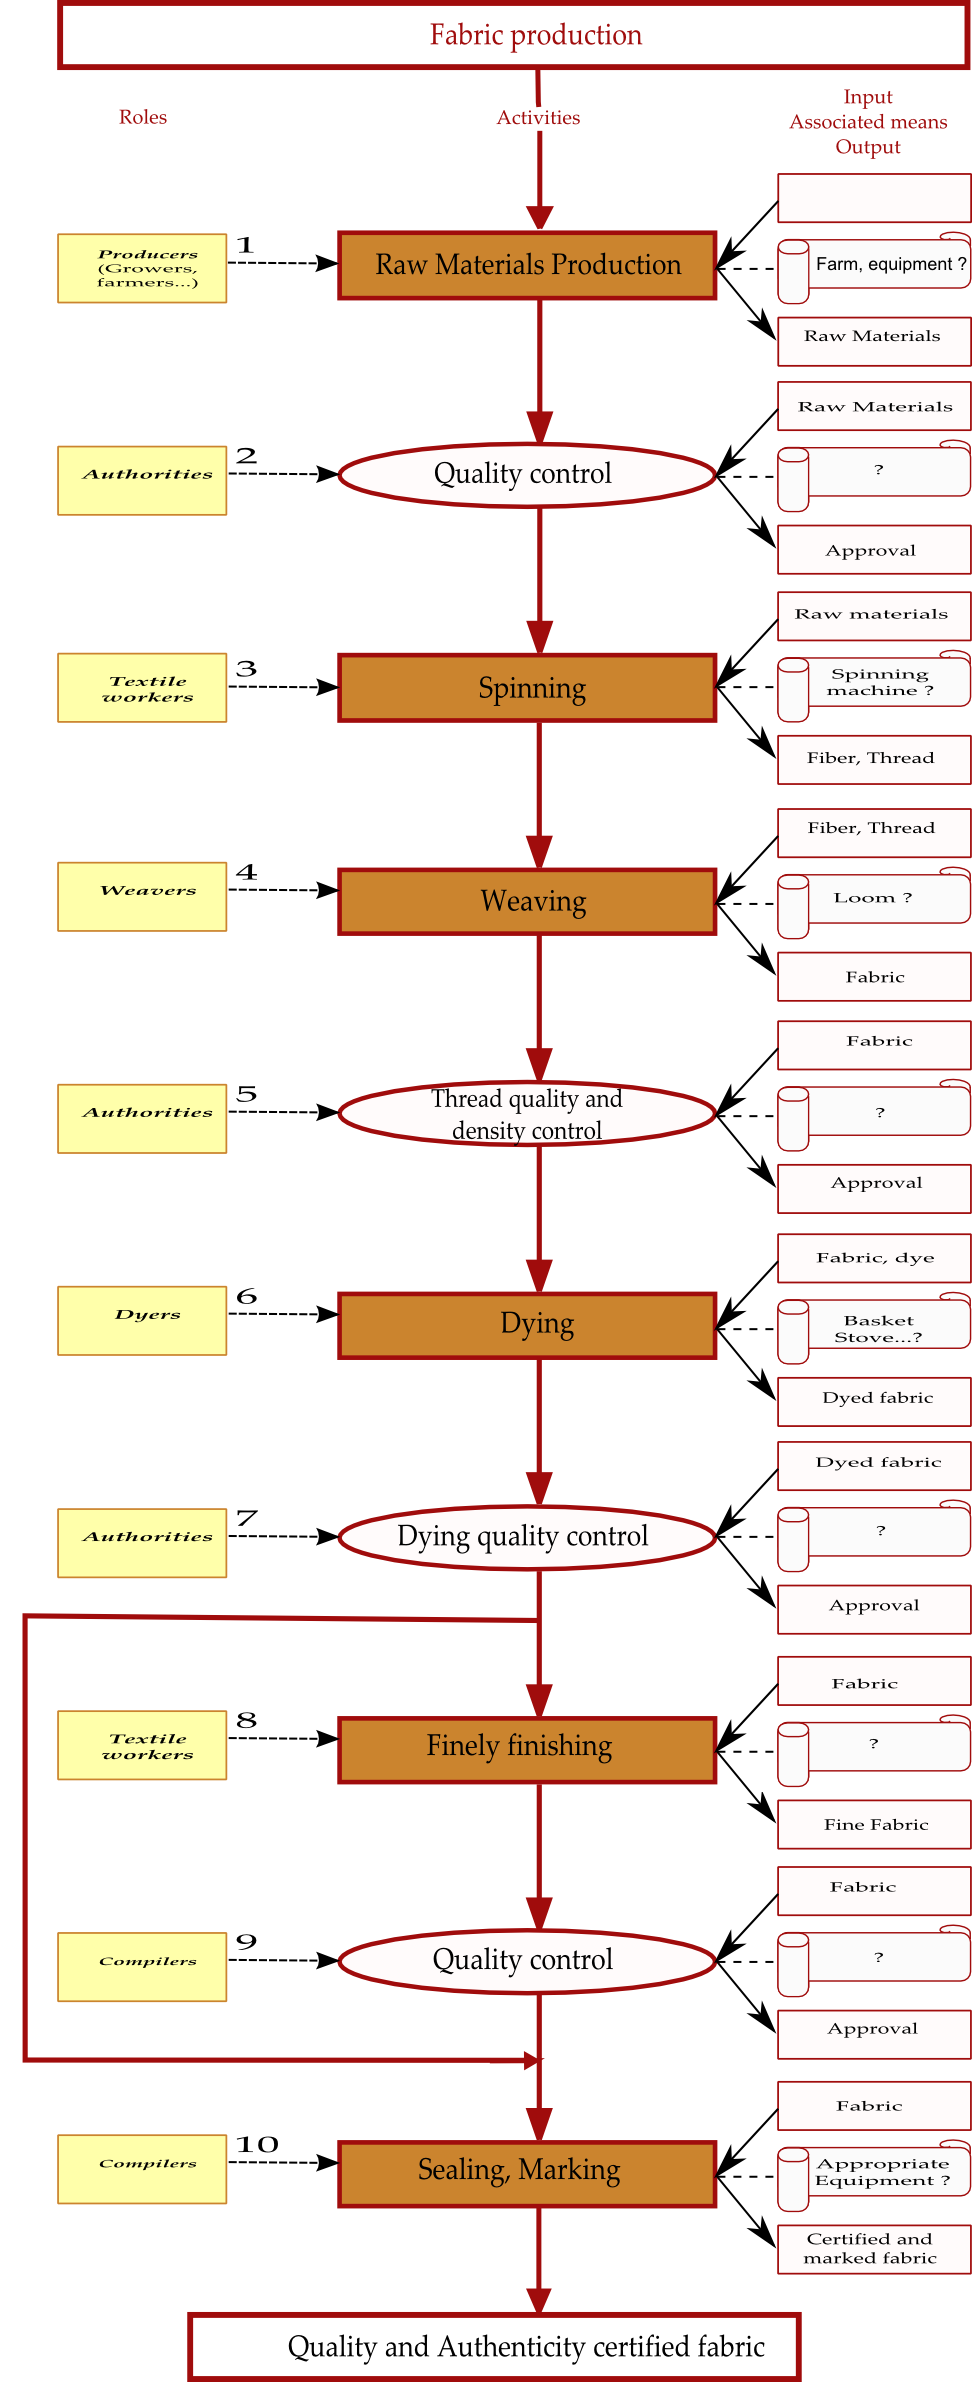 Fabric production
Roles
Activities
Input
Associated means
Output
1
Producers
(Growers,
farmers...)
Raw Materials Production
Farm, equipment ?
Raw Materials
2
Authorities
Quality control
Raw Materials
?
Approval
3
Textile
workers
Spinning
Raw materials
Spinning
machine ?
Fiber, Thread
4
Weavers
Weaving
Fiber, Thread
Loom ?
Fabric
5
Authorities
Thread quality and
density control
Fabric
?
Approval
6
Dyers
Dying
Fabric, dye
Basket
Stove...?
Dyed fabric
7
Authorities
Dying quality control
Dyed fabric
?
Approval
8
Textile
workers
Finely finishing
Fabric
?
Fine Fabric
9
Compilers
Quality control
Fabric
?
Approval
10
Compilers
Sealing, Marking
Fabric
Appropriate
Equipment ?
Certified and
marked fabric
Quality and Authenticity certified fabric